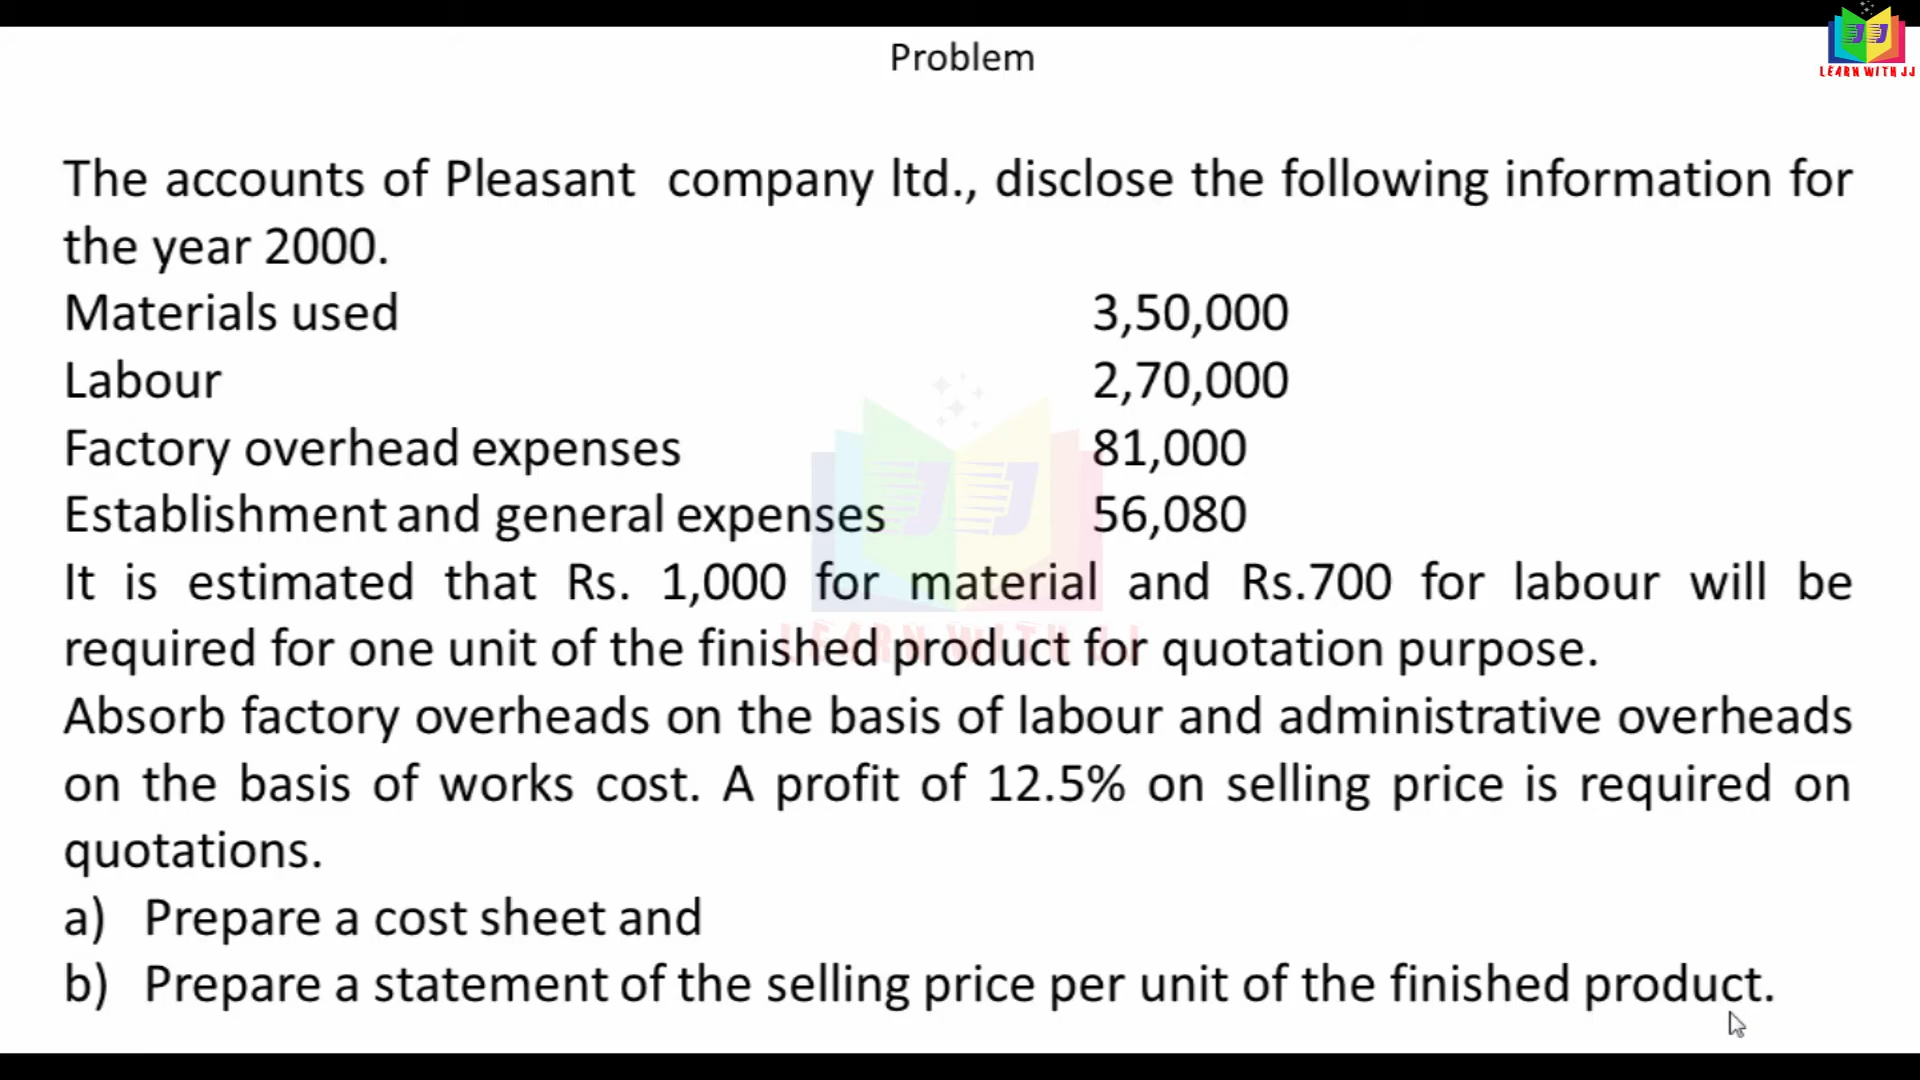 Problem
LEARN WITH JJ
The accounts of Pleasant company ltd., disclose the following information for
the year 2000.
Materials used 3,50,000
Labour 2,70,000
Factory overhead expenses 81,000
Establishment and general expenses 56,080
It is estimated that Rs. 1,000 for material and Rs.700 for labour will be
required for one unit of the finished product for quotation purpose.
LEARN WITH JJ
Absorb factory overheads on the basis of labour and administrative overheads
on the basis of works cost. A profit of 12.5% on selling price is required on
quotations.
a) Prepare a cost sheet and
b) Prepare a statement of the selling price per unit of the finished product.